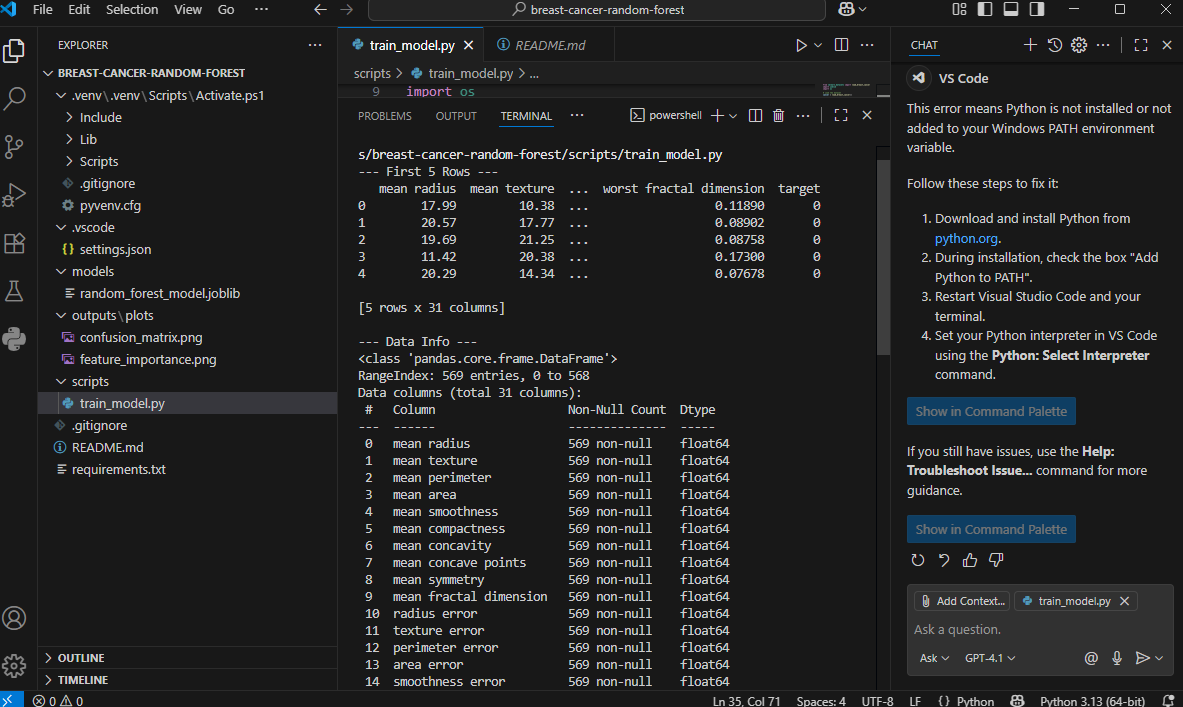 File Edit Selection View Go ···
breast-cancer-random-forest
EXPLORER ···
BREAST-CANCER-RANDOM-FOREST
.venv\.venv\Scripts\Activate.ps1
Include
Lib
Scripts
.gitignore
pyvenv.cfg
.vscode
{} settings.json
models
random_forest_model.joblib
outputs\plots
confusion_matrix.png
feature_importance.png
scripts
train_model.py
.gitignore
README.md
requirements.txt
OUTLINE
TIMELINE
train_model.py README.md
scripts > train_model.py > ...
9 import os
PROBLEMS OUTPUT TERMINAL ··· powershell
s/breast-cancer-random-forest/scripts/train_model.py
--- First 5 Rows ---
mean radius mean texture ... worst fractal dimension target
0 17.99 10.38 ... 0.11890 0
1 20.57 17.77 ... 0.08902 0
2 19.69 21.25 ... 0.08758 0
3 11.42 20.38 ... 0.17300 0
4 20.29 14.34 ... 0.07678 0
[5 rows x 31 columns]
--- Data Info ---
<class 'pandas.core.frame.DataFrame'>
RangeIndex: 569 entries, 0 to 568
Data columns (total 31 columns):
# Column Non-Null Count Dtype
--- ------ -------------- -----
0 mean radius 569 non-null float64
1 mean texture 569 non-null float64
2 mean perimeter 569 non-null float64
3 mean area 569 non-null float64
4 mean smoothness 569 non-null float64
5 mean compactness 569 non-null float64
6 mean concavity 569 non-null float64
7 mean concave points 569 non-null float64
8 mean symmetry 569 non-null float64
9 mean fractal dimension 569 non-null float64
10 radius error 569 non-null float64
11 texture error 569 non-null float64
12 perimeter error 569 non-null float64
13 area error 569 non-null float64
14 smoothness error 569 non-null float64
CHAT
VS Code
This error means Python is not installed or not
added to your Windows PATH environment
variable.
Follow these steps to fix it:
1. Download and install Python from
python.org.
2. During installation, check the box "Add
Python to PATH".
3. Restart Visual Studio Code and your
terminal.
4. Set your Python interpreter in VS Code
using the Python: Select Interpreter
command.
Show in Command Palette
If you still have issues, use the Help:
Troubleshoot Issue... command for more
guidance.
Show in Command Palette
Add Context... train_model.py
Ask a question.
Ask GPT-4.1
0 0 Ln 35, Col 71 Spaces: 4 UTF-8 LF {} Python Python 3.13 (64-bit)